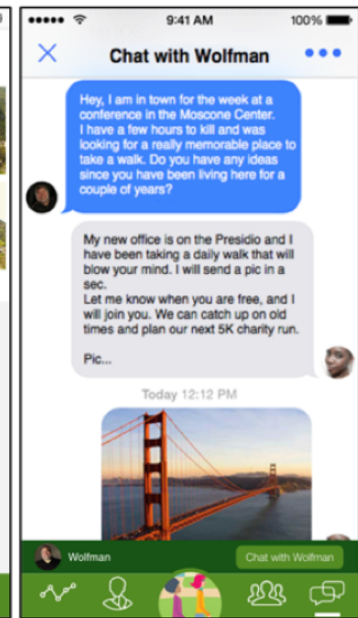 9:41 AM
100%
Chat with Wolfman
Hey, I am in town for the week at a
conference in the Moscone Center.
I have a few hours to kill and was
looking for a really memorable place to
take a walk. Do you have any ideas
since you have been living here for a
couple of years?
My new office is on the Presidio and I
have been taking a daily walk that will
blow your mind. I will send a pic in a
sec.
Let me know when you are free, and I
will join you. We can catch up on old
times and plan our next 5K charity run.
Pic...
Today 12:12 PM
Wolfman
Chat with Wolfman